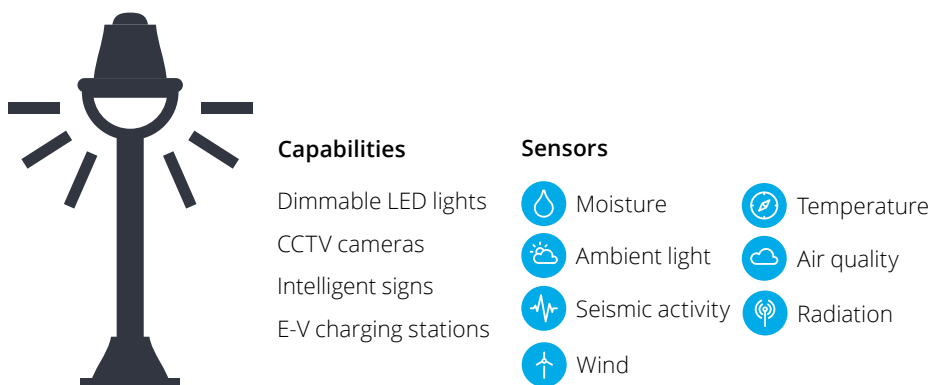 Capabilities
Dimmable LED lights
CCTV cameras
Intelligent signs
E-V charging stations
Sensors
Moisture
Ambient light
Seismic activity
Wind
Temperature
Air quality
Radiation